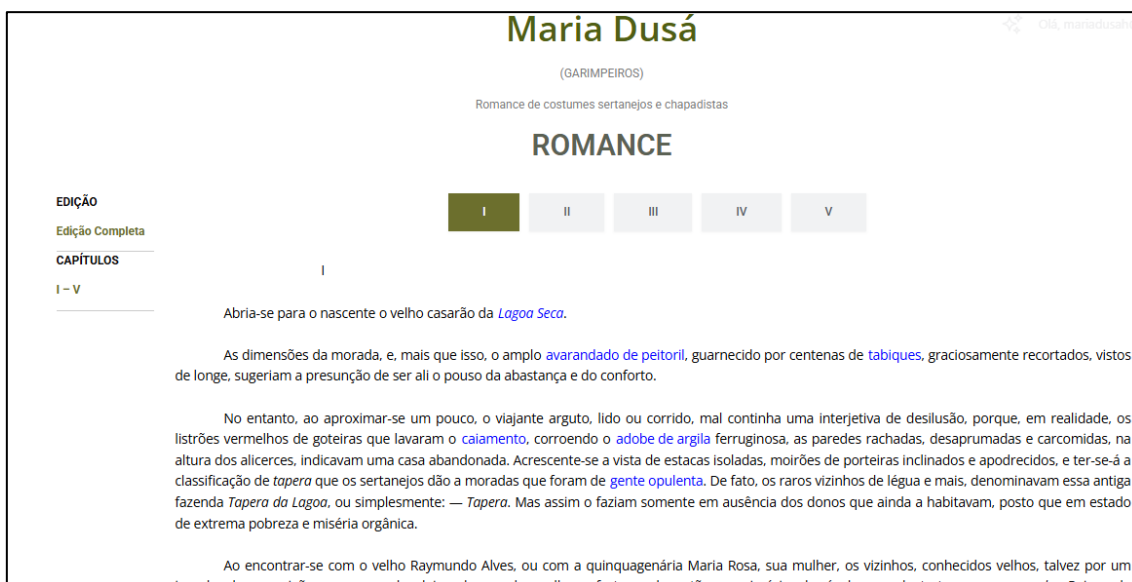 Maria Dusá
Olá, mariadusah
(GARIMPEIROS)
Romance de costumes sertanejos e chapadistas
ROMANCE
EDIÇÃO
Edição Completa
CAPÍTULOS
I – V
I II III IV V
I
Abria-se para o nascente o velho casarão da Lagoa Seca.
As dimensões da morada, e, mais que isso, o amplo avarandado de peitoril, guarnecido por centenas de tabiques, graciosamente recortados, vistos
de longe, sugeriam a presunção de ser ali o pouso da abastança e do conforto.
No entanto, ao aproximar-se um pouco, o viajante arguto, lido ou corrido, mal continha uma interjetiva de desilusão, porque, em realidade, os
listrões vermelhos de goteiras que lavaram o caiamento, corroendo o adobe de argila ferruginosa, as paredes rachadas, desaprumadas e carcomidas, na
altura dos alicerces, indicavam uma casa abandonada. Acrescente-se a vista de estacas isoladas, moirões de porteiras inclinados e apodrecidos, e ter-se-á a
classificação de tapera que os sertanejos dão a moradas que foram de gente opulenta. De fato, os raros vizinhos de légua e mais, denominavam essa antiga
fazenda Tapera da Lagoa, ou simplesmente: — Tapera. Mas assim o faziam somente em ausência dos donos que ainda a habitavam, posto que em estado
de extrema pobreza e miséria orgânica.
Ao encontrar-se com o velho Raymundo Alves, ou com a quinquagenária Maria Rosa, sua mulher, os vizinhos, conhecidos velhos, talvez por um